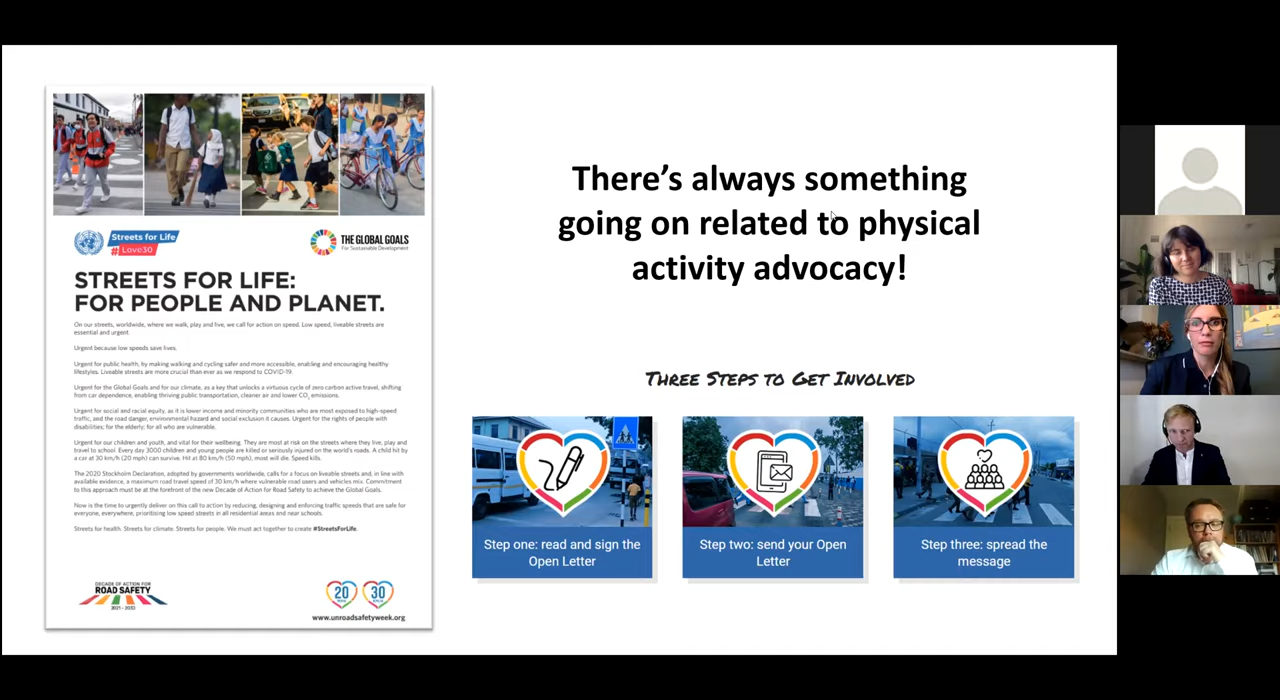 Streets for Life
#Love30
THE GLOBAL GOALS
For Sustainable Development
STREETS FOR LIFE:
FOR PEOPLE AND PLANET.
On our streets, worldwide, where we walk, play and live, we call for action on speed. Low speed, liveable streets are
essential and urgent.
Urgent because low speeds save lives.
Urgent for public health, by making walking and cycling safer and more accessible, enabling and encouraging healthy
lifestyles. Liveable streets are more crucial than ever as we respond to COVID-19.
Urgent for the Global Goals and for our climate, as a key that unlocks a virtuous cycle of zero carbon active travel, shifting
from car dependence, enabling thriving public transportation, cleaner air and lower CO₂ emissions.
Urgent for social and racial equity, as it is lower income and minority communities who are most exposed to high-speed
traffic, and the road danger, environmental hazard and social exclusion it causes. Urgent for the rights of people with
disabilities; for the elderly; for all who are vulnerable.
Urgent for our children and youth, and vital for their wellbeing. They are most at risk on the streets where they live, play and
travel to school. Every day 3000 children and young people are killed or seriously injured on the world's roads. A child hit by
a car at 30 km/h (20 mph) can survive. Hit at 80 km/h (50 mph), most will die. Speed kills.
The 2020 Stockholm Declaration, adopted by governments worldwide, calls for a focus on liveable streets and, in line with
available evidence, a maximum road travel speed of 30 km/h where vulnerable road users and vehicles mix. Commitment
to this approach must be at the forefront of the new Decade of Action for Road Safety to achieve the Global Goals.
Now is the time to urgently deliver on this call to action by reducing, designing and enforcing traffic speeds that are safe for
everyone, everywhere, prioritising low speed streets in all residential areas and near schools.
Streets for health. Streets for climate. Streets for people. We must act together to create #StreetsForLife.
DECADE OF ACTION FOR
ROAD SAFETY
2021 - 2030
20
30
www.unroadsafetyweek.org
There's always something
going on related to physical
activity advocacy!
Three Steps to Get Involved
Step one: read and sign the
Open Letter
Step two: send your Open
Letter
Step three: spread the
message